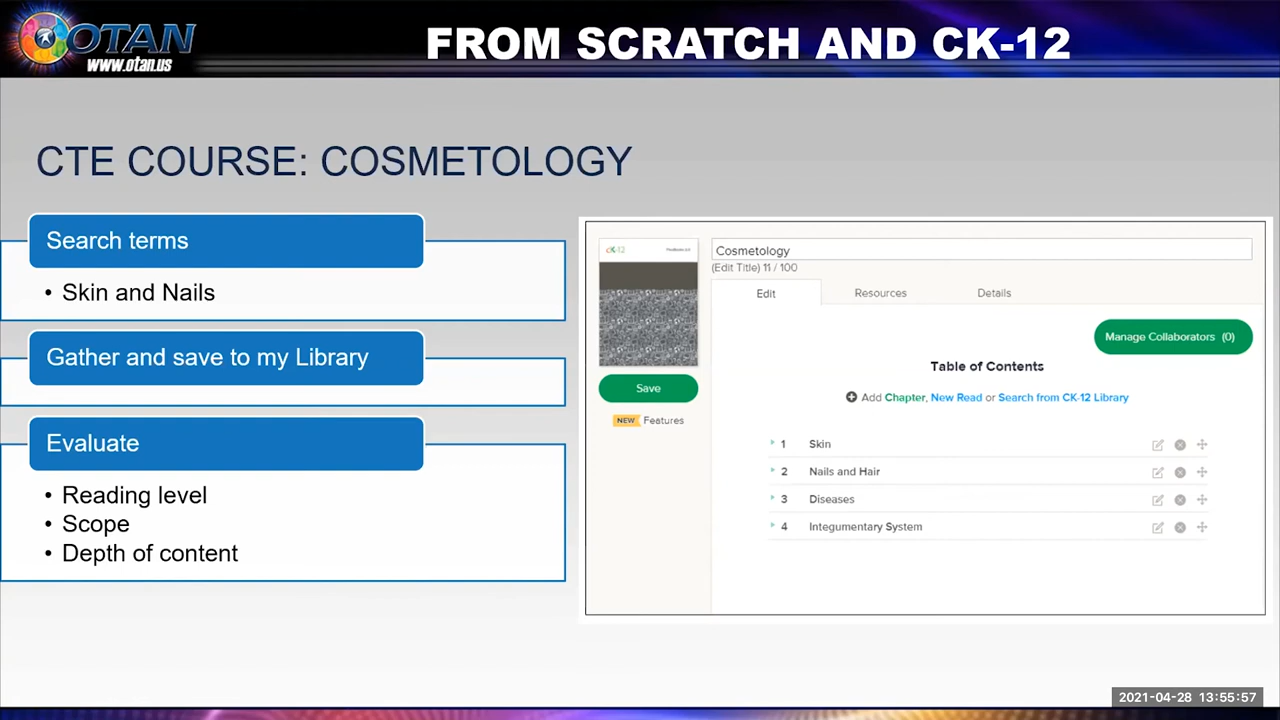 OTAN
www.otan.us
FROM SCRATCH AND CK-12
CTE COURSE: COSMETOLOGY
Search terms
• Skin and Nails
Gather and save to my Library
Evaluate
• Reading level
• Scope
• Depth of content
cK-12
Cosmetology
(Edit Title) 11 / 100
Edit
Resources
Details
Manage Collaborators (0)
Table of Contents
Add Chapter, New Read or Search from CK-12 Library
Save
NEW Features
1 Skin
2 Nails and Hair
3 Diseases
4 Integumentary System
2021-04-28 13:55:57